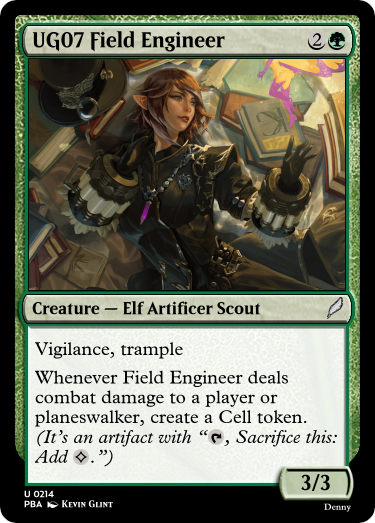 UG07 Field Engineer 2
Creature — Elf Artificer Scout
Vigilance, trample
Whenever Field Engineer deals
combat damage to a player or
planeswalker, create a Cell token.
(It's an artifact with “, Sacrifice this:
Add .”)
3/3
U 0214
PBA Kevin Glint
Denny